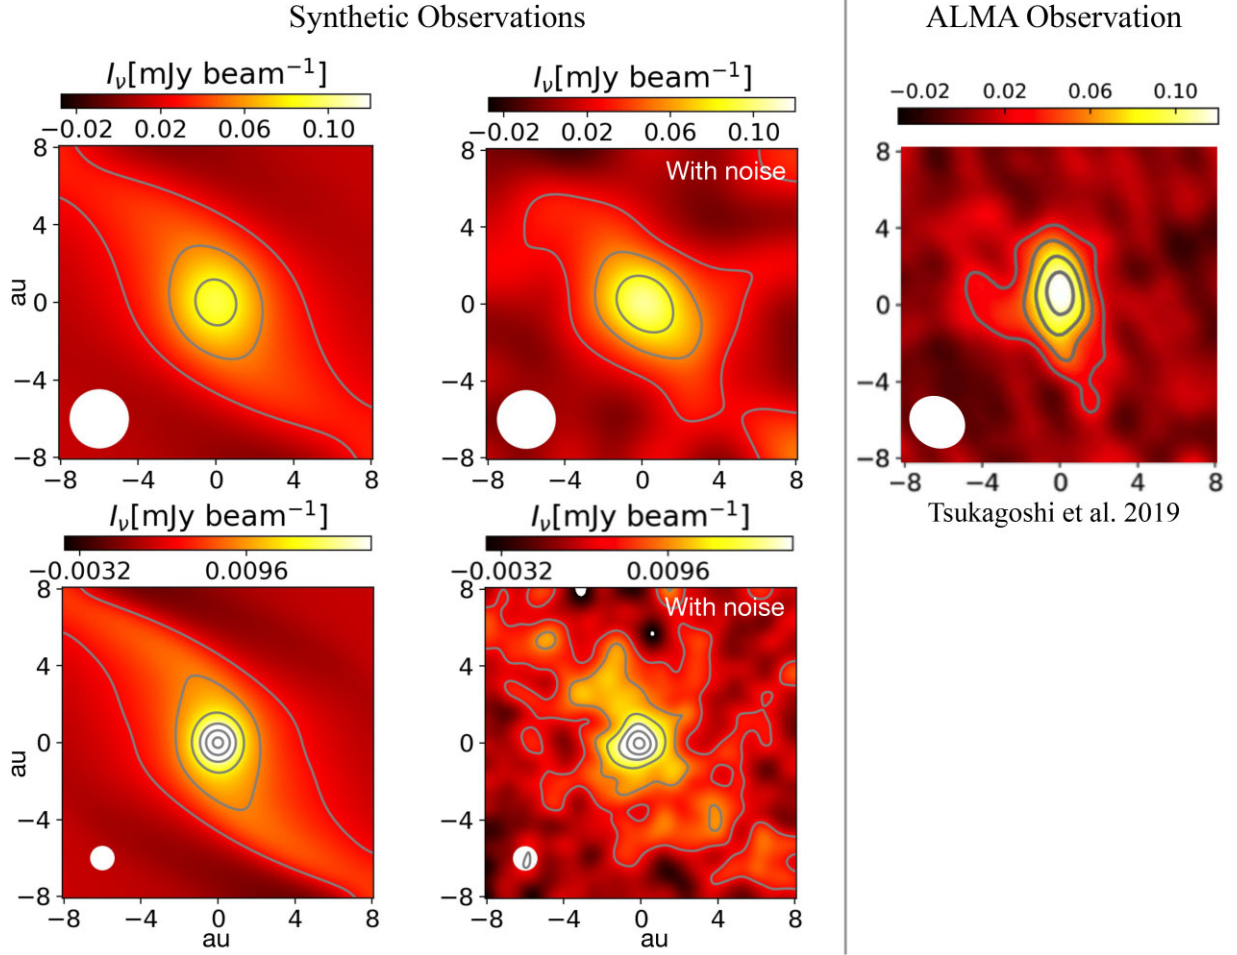 Synthetic Observations
ALMA Observation
Iν[mJy beam⁻¹]
−0.02 0.02 0.06 0.10
Iν[mJy beam⁻¹]
−0.02 0.02 0.06 0.10
−0.02 0.02 0.06 0.10
8
4
0
−4
−8
au
−8 −4 0 4 8
With noise
8
4
0
−4
−8
−8 −4 0 4 8
8
4
0
−4
−8
−8 −4 0 4 8
Tsukagoshi et al. 2019
Iν[mJy beam⁻¹]
−0.0032 0.0096
Iν[mJy beam⁻¹]
−0.0032 0.0096
8
4
0
−4
−8
au
−8 −4 0 4 8
au
With noise
8
4
0
−4
−8
−8 −4 0 4 8
au